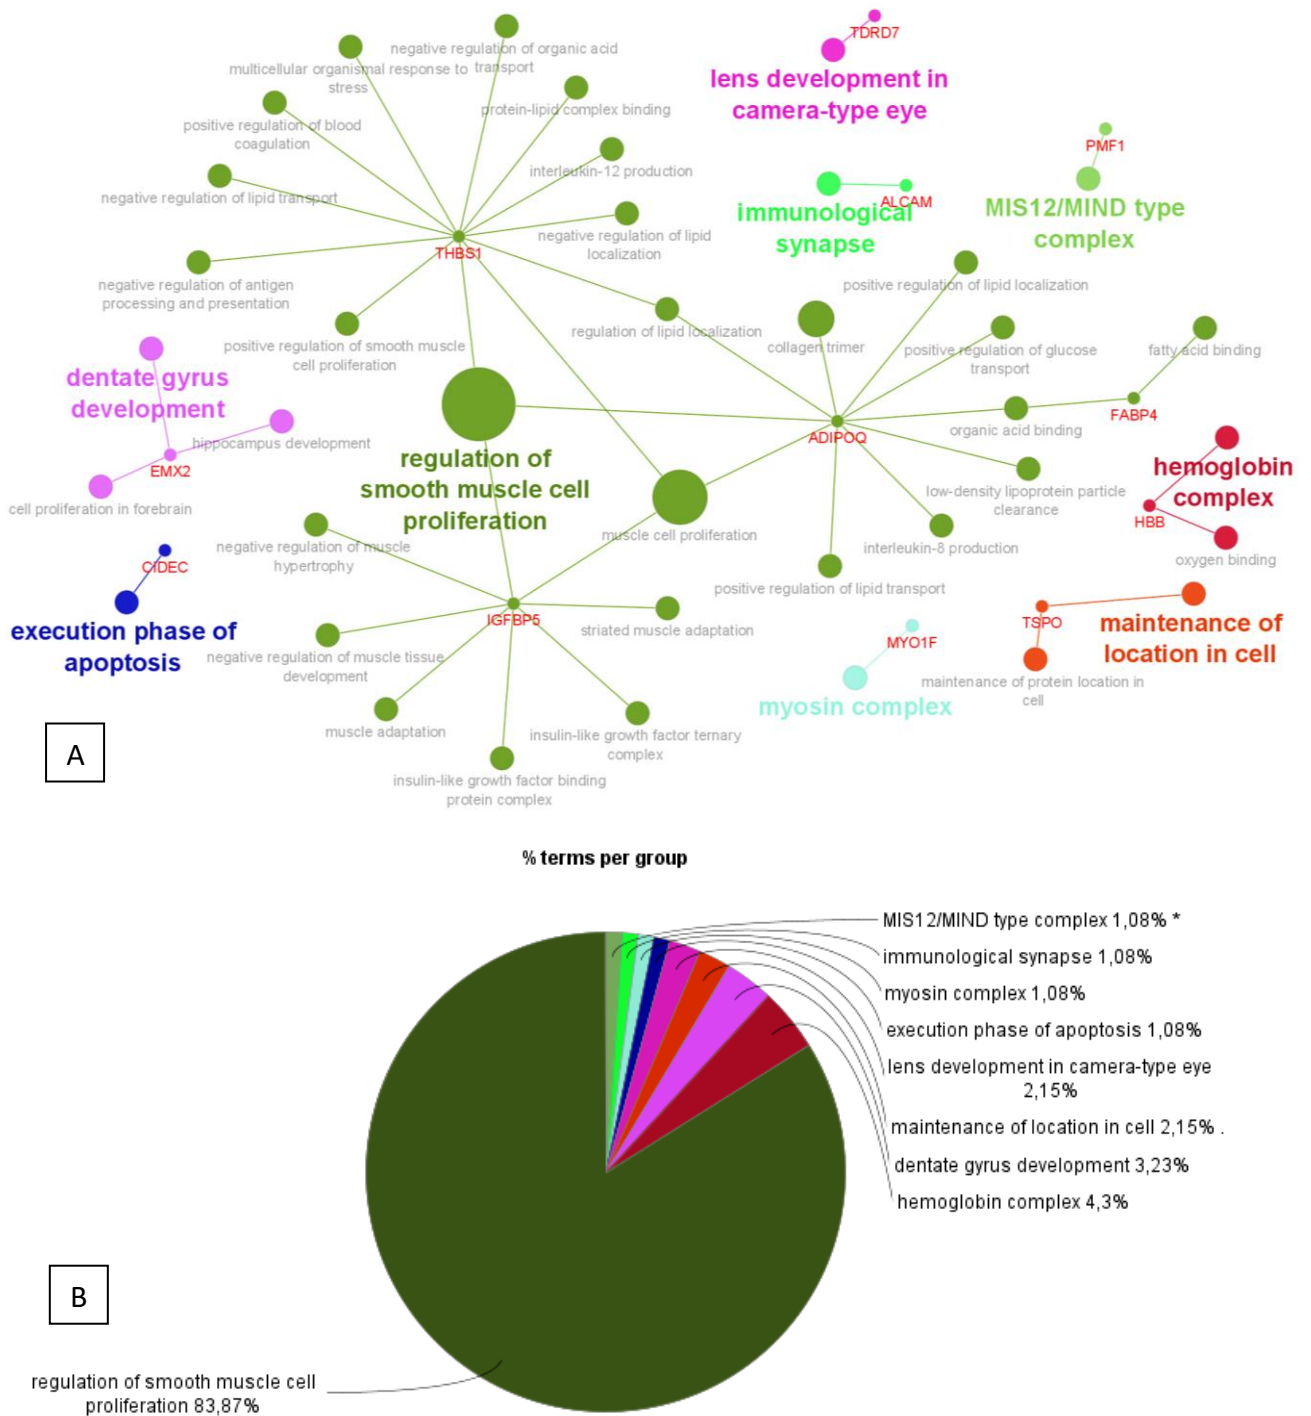 TDRD7
lens development in
camera-type eye
negative regulation of organic acid
transport
multicellular organismal response to
stress
protein-lipid complex binding
positive regulation of blood
coagulation
interleukin-12 production
negative regulation of lipid transport
PMF1
MIS12/MIND type
complex
ALCAM
immunological
synapse
negative regulation of lipid
localization
THBS1
negative regulation of antigen
processing and presentation
positive regulation of lipid localization
regulation of lipid localization
collagen trimer
positive regulation of glucose
transport
fatty acid binding
positive regulation of smooth muscle
cell proliferation
dentate gyrus
development
hippocampus development
EMX2
cell proliferation in forebrain
FABP4
organic acid binding
ADIPOQ
regulation of
smooth muscle cell
proliferation
hemoglobin
complex
HBB
oxygen binding
low-density lipoprotein particle
clearance
muscle cell proliferation
interleukin-8 production
negative regulation of muscle
hypertrophy
positive regulation of lipid transport
CIDEC
execution phase of
apoptosis
IGFBP5
striated muscle adaptation
negative regulation of muscle tissue
development
TSPO
maintenance of
location in cell
MYO1F
myosin complex
maintenance of protein location in
cell
muscle adaptation
insulin-like growth factor ternary
complex
insulin-like growth factor binding
protein complex
A
% terms per group
MIS12/MIND type complex 1,08% *
immunological synapse 1,08%
myosin complex 1,08%
execution phase of apoptosis 1,08%
lens development in camera-type eye
2,15%
maintenance of location in cell 2,15% .
dentate gyrus development 3,23%
hemoglobin complex 4,3%
B
regulation of smooth muscle cell
proliferation 83,87%